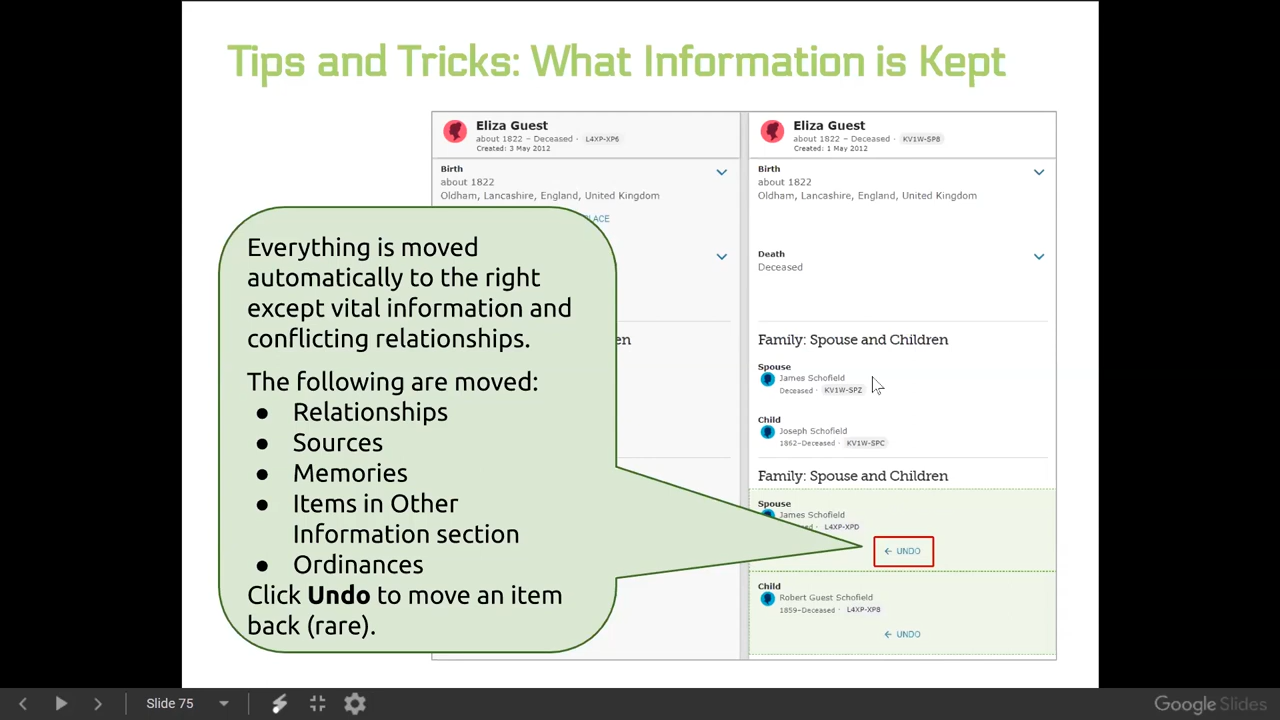 Tips and Tricks: What Information is Kept
Eliza Guest
about 1822 – Deceased · L4XP-XP6
Created: 3 May 2012
Birth
about 1822
Oldham, Lancashire, England, United Kingdom
LACE
en
Everything is moved
automatically to the right
except vital information and
conflicting relationships.
The following are moved:
● Relationships
● Sources
● Memories
● Items in Other
Information section
● Ordinances
Click Undo to move an item
back (rare).
Eliza Guest
about 1822 – Deceased · KV1W-SP8
Created: 1 May 2012
Birth
about 1822
Oldham, Lancashire, England, United Kingdom
Death
Deceased
Family: Spouse and Children
Spouse
James Schofield
Deceased · KV1W-SPZ
Child
Joseph Schofield
1862–Deceased · KV1W-SPC
Family: Spouse and Children
Spouse
James Schofield
L4XP-XPD
← UNDO
Child
Robert Guest Schofield
1859–Deceased · L4XP-XP8
← UNDO
Slide 75
Google Slides